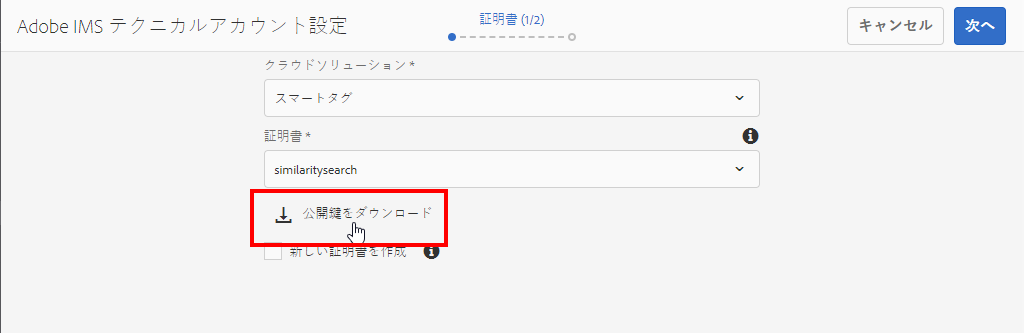 Adobe IMS テクニカルアカウント設定
証明書 (1/2)
キャンセル
次へ
クラウドソリューション *
スマートタグ
証明書 *
similaritysearch
公開鍵をダウンロード
新しい証明書を作成